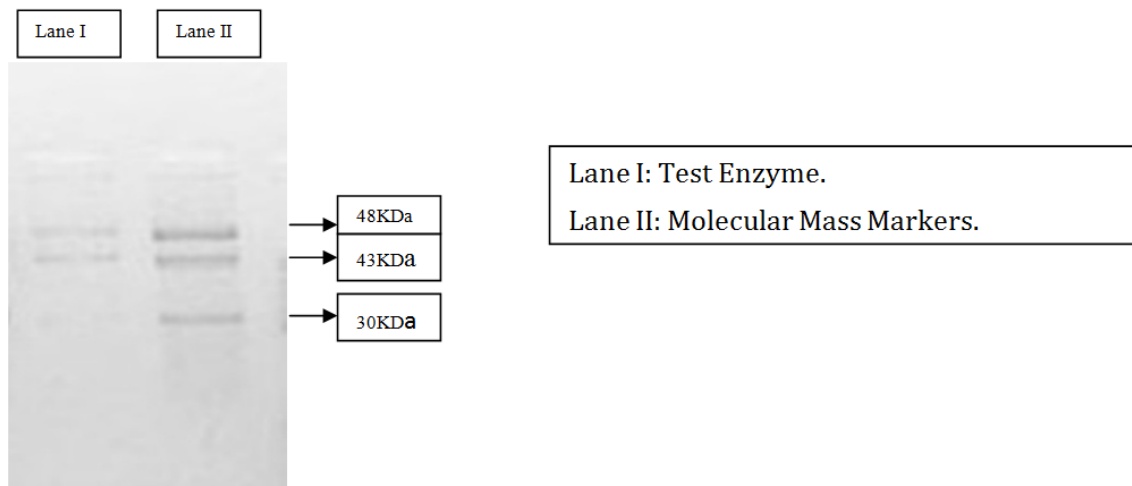 Lane I
Lane II
48KDa
43KDa
30KDa
Lane I: Test Enzyme.
Lane II: Molecular Mass Markers.